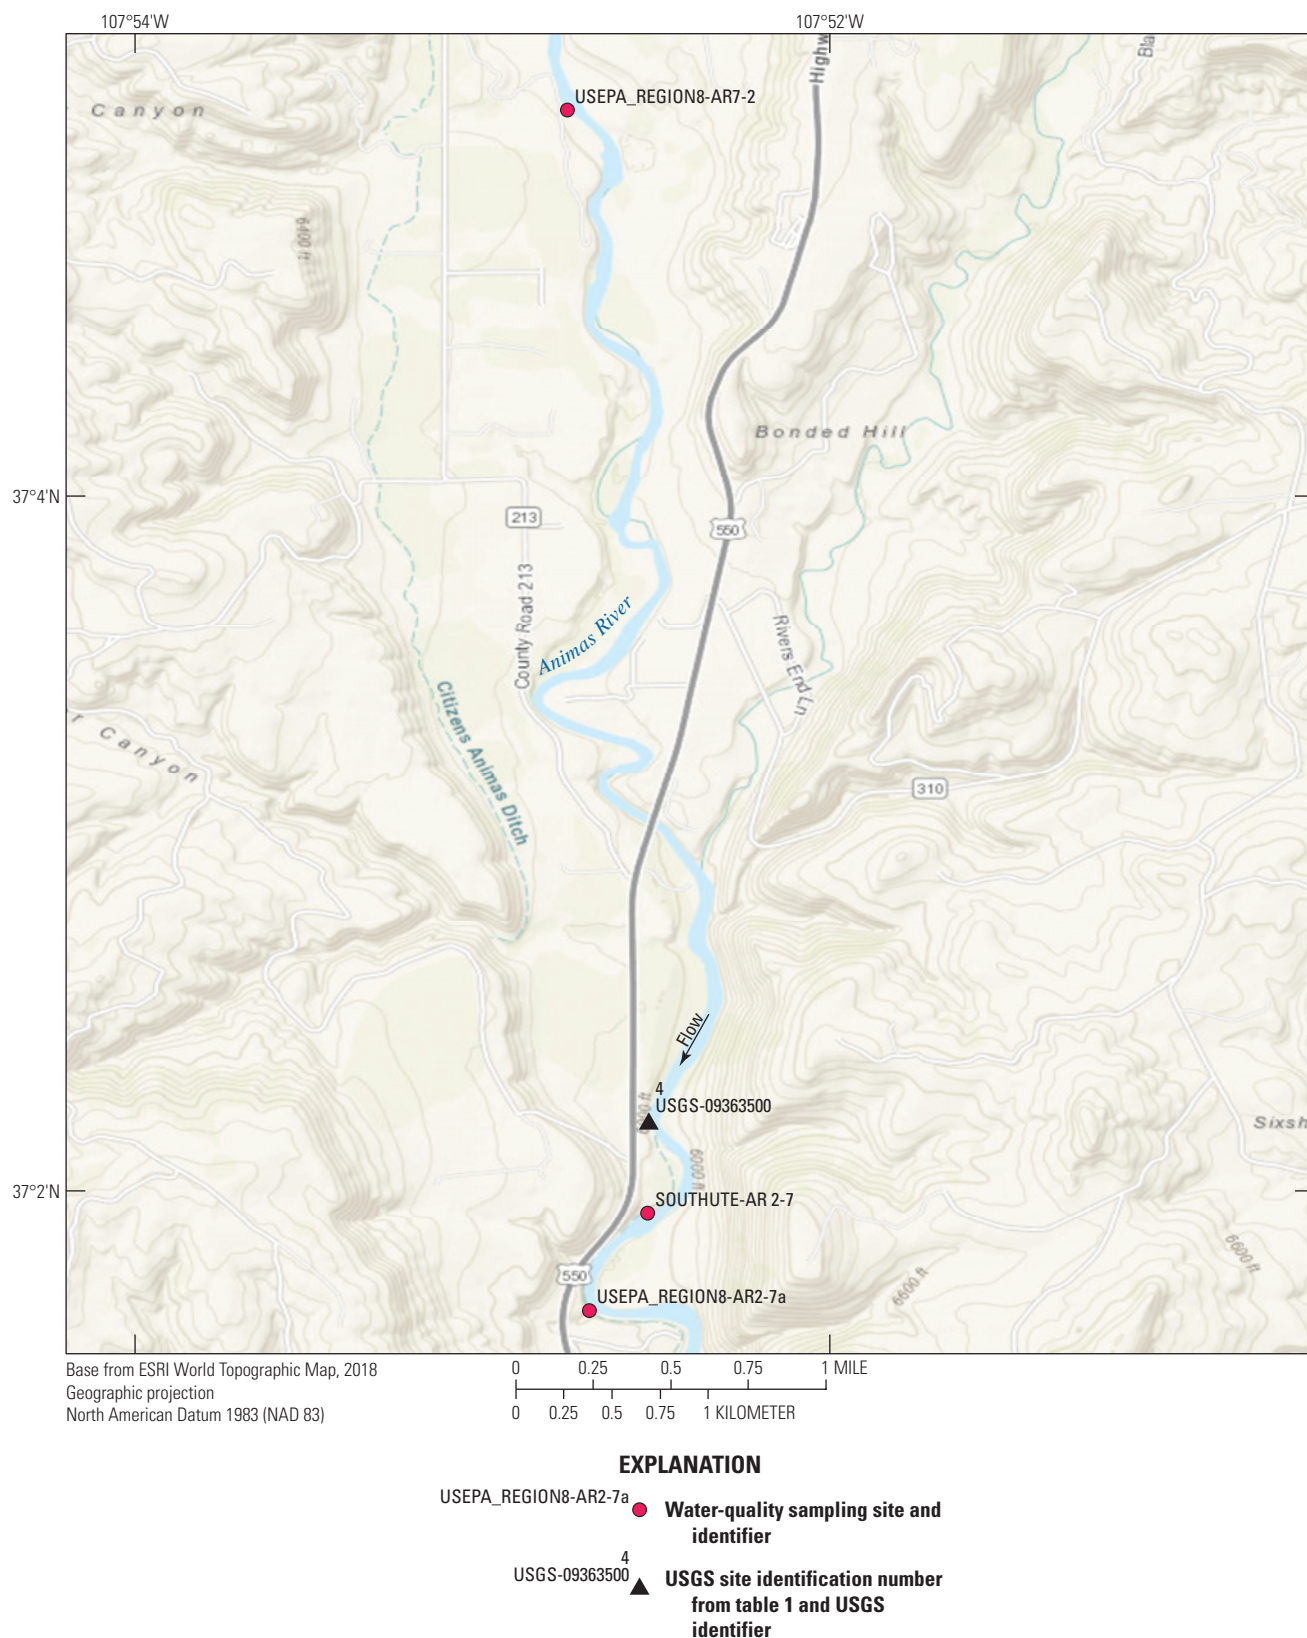 107°54'W
107°52'W
Highw
Bla
USEPA_REGION8-AR7-2
r Canyon
6400 ft
Bonded Hill
37°4'N
213
550
County Road 213
Animas River
Rivers End Ln
Citizens Animas Ditch
r Canyon
310
Flow
4
USGS-09363500
6000 ft
Sixsh
6000 ft
37°2'N
SOUTHUTE-AR 2-7
6600 ft
550
6600 ft
USEPA_REGION8-AR2-7a
Base from ESRI World Topographic Map, 2018
Geographic projection
North American Datum 1983 (NAD 83)
0 0.25 0.5 0.75 1 MILE
0 0.25 0.5 0.75 1 KILOMETER
EXPLANATION
USEPA_REGION8-AR2-7a
Water-quality sampling site and
identifier
4
USGS-09363500
USGS site identification number
from table 1 and USGS
identifier